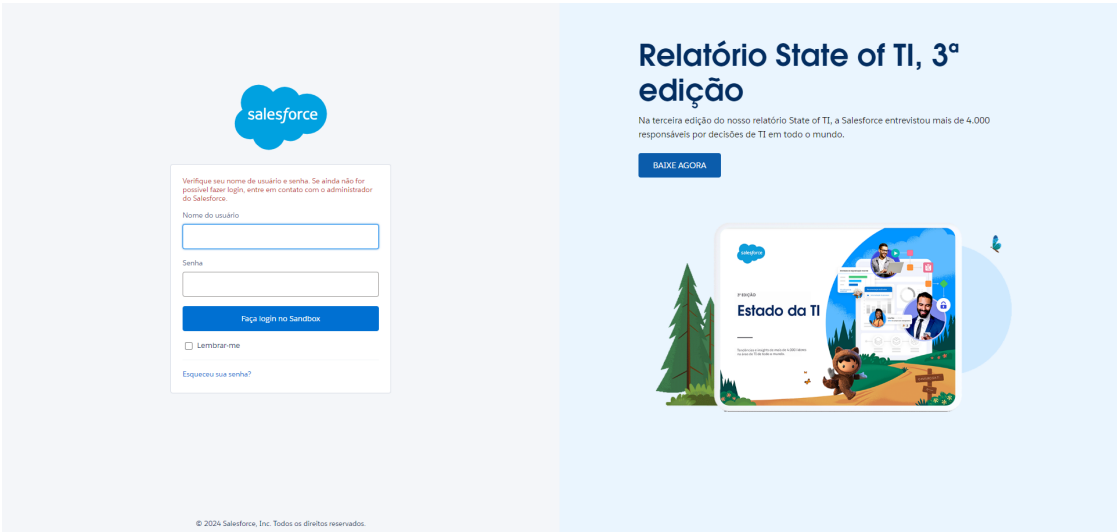 salesforce
Verifique seu nome de usuário e senha. Se ainda não for
possível fazer login, entre em contato com o administrador
do Salesforce.
Nome do usuário
Senha
Faça login no Sandbox
Lembrar-me
Esqueceu sua senha?
© 2024 Salesforce, Inc. Todos os direitos reservados.
Relatório State of TI, 3ª
edição
Na terceira edição do nosso relatório State of TI, a Salesforce entrevistou mais de 4.000
responsáveis por decisões de TI em todo o mundo.
BAIXE AGORA
salesforce
3ª EDIÇÃO
Estado da TI